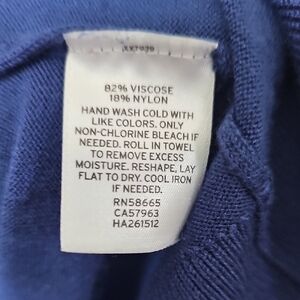 82% VISCOSE
18% NYLON
HAND WASH COLD WITH
LIKE COLORS. ONLY
NON-CHLORINE BLEACH IF
NEEDED. ROLL IN TOWEL
TO REMOVE EXCESS
MOISTURE. RESHAPE, LAY
FLAT TO DRY. COOL IRON
IF NEEDED.
RN58665
CA57963
HA261512